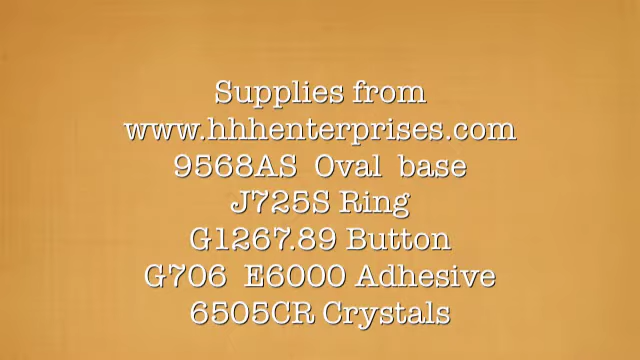 Supplies from
www.hhhenterprises.com
9568AS Oval base
J725S Ring
G1267.89 Button
G706 E6000 Adhesive
6505CR Crystals